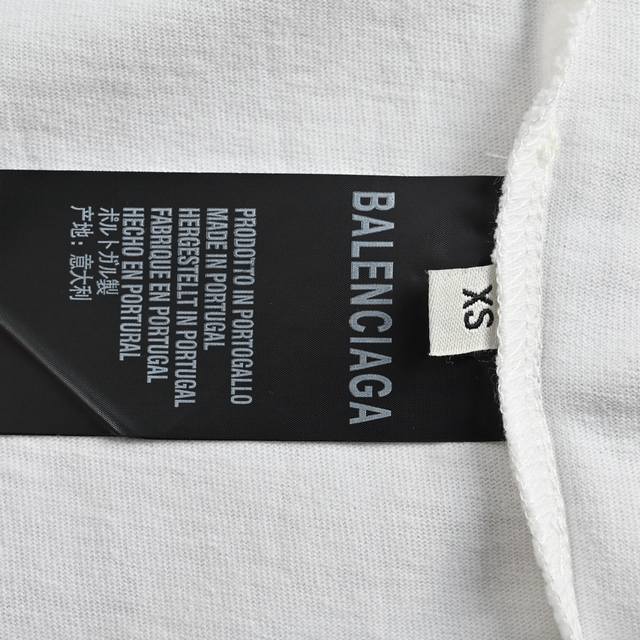 BALENCIAGA
XS
PRODOTTO IN PORTOGALLO
MADE IN PORTUGAL
HERGESTELLT IN PORTUGAL
FABRIQUE EN PORTUGAL
HECHO EN PORTURAL
ポルトガル製
产地：意大利